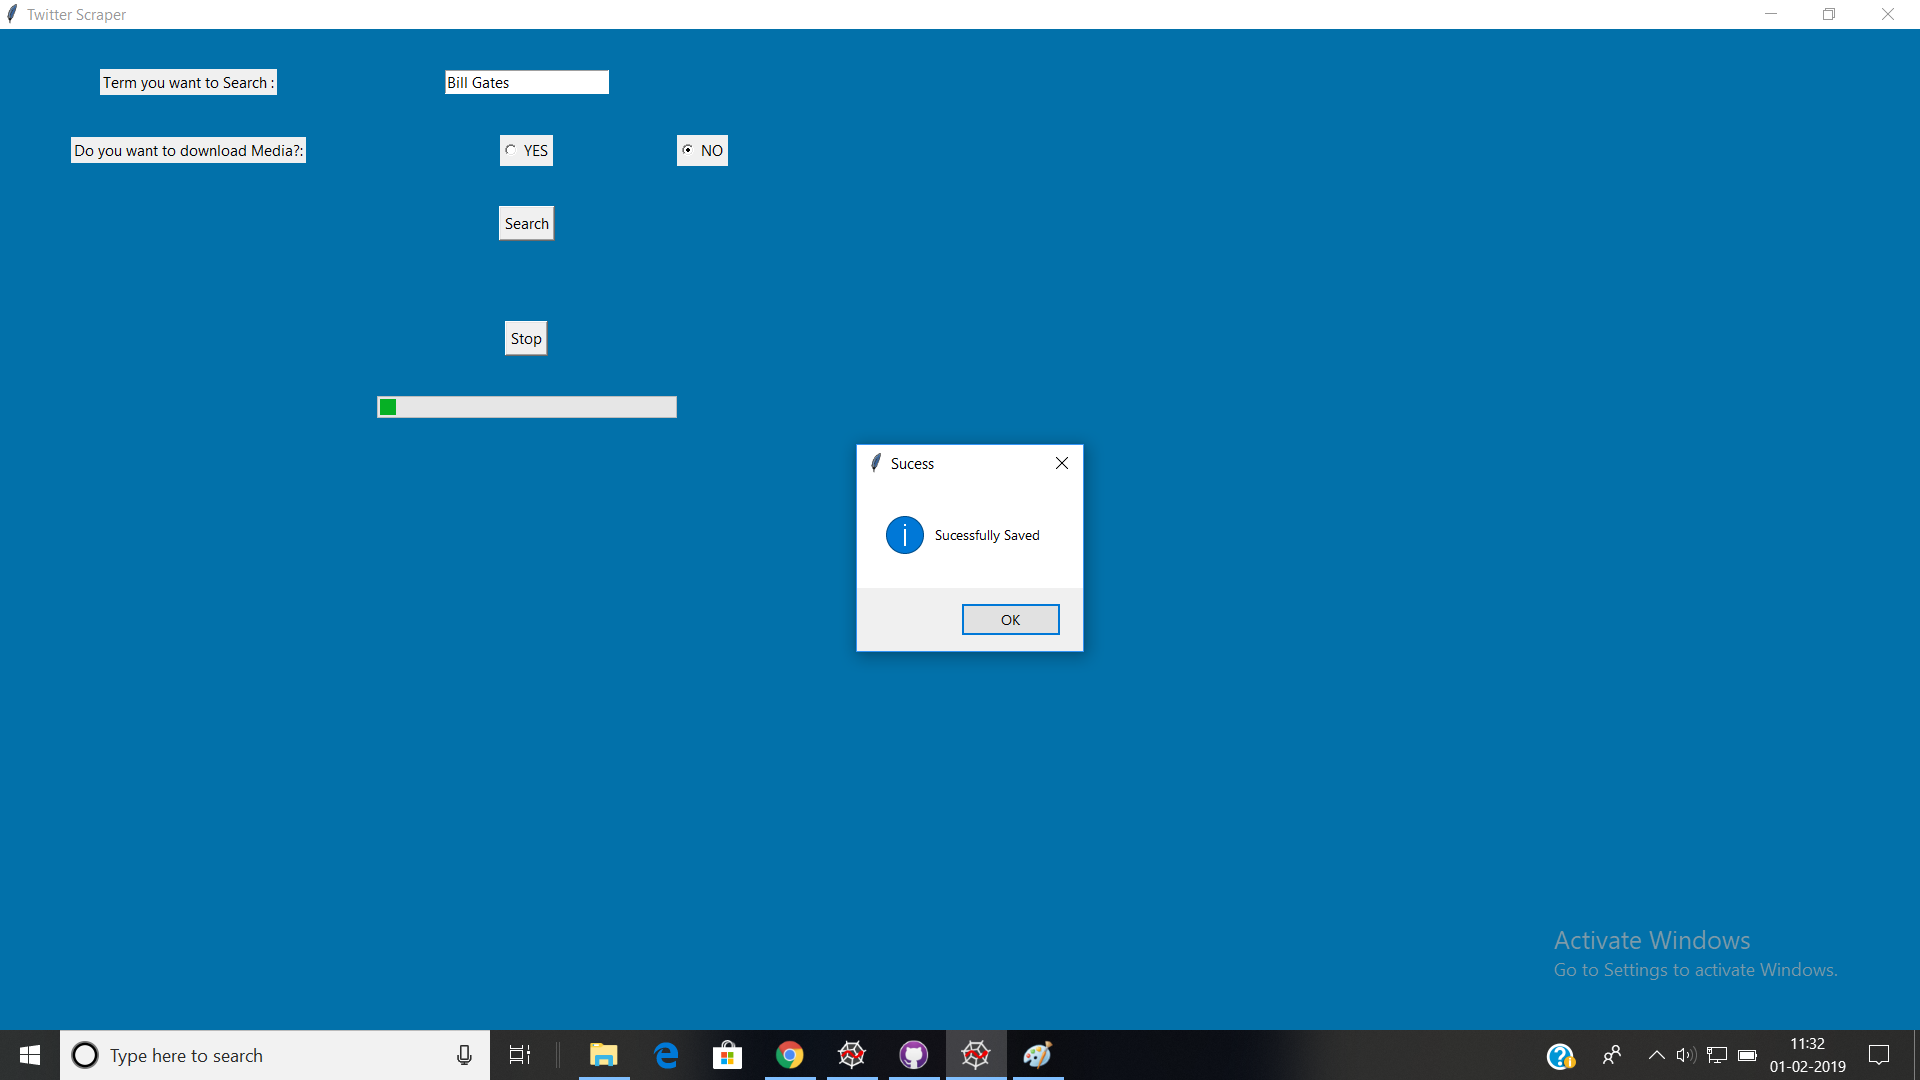 Twitter Scraper
Term you want to Search :
Bill Gates
Do you want to download Media?:
YES
NO
Search
Stop
Sucess
Sucessfully Saved
OK
Activate Windows
Go to Settings to activate Windows.
Type here to search
11:32
01-02-2019